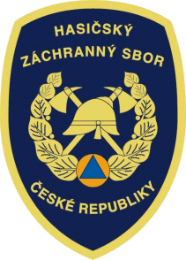 HASIČSKÝ
ZÁCHRANNÝ SBOR
ČESKÉ REPUBLIKY